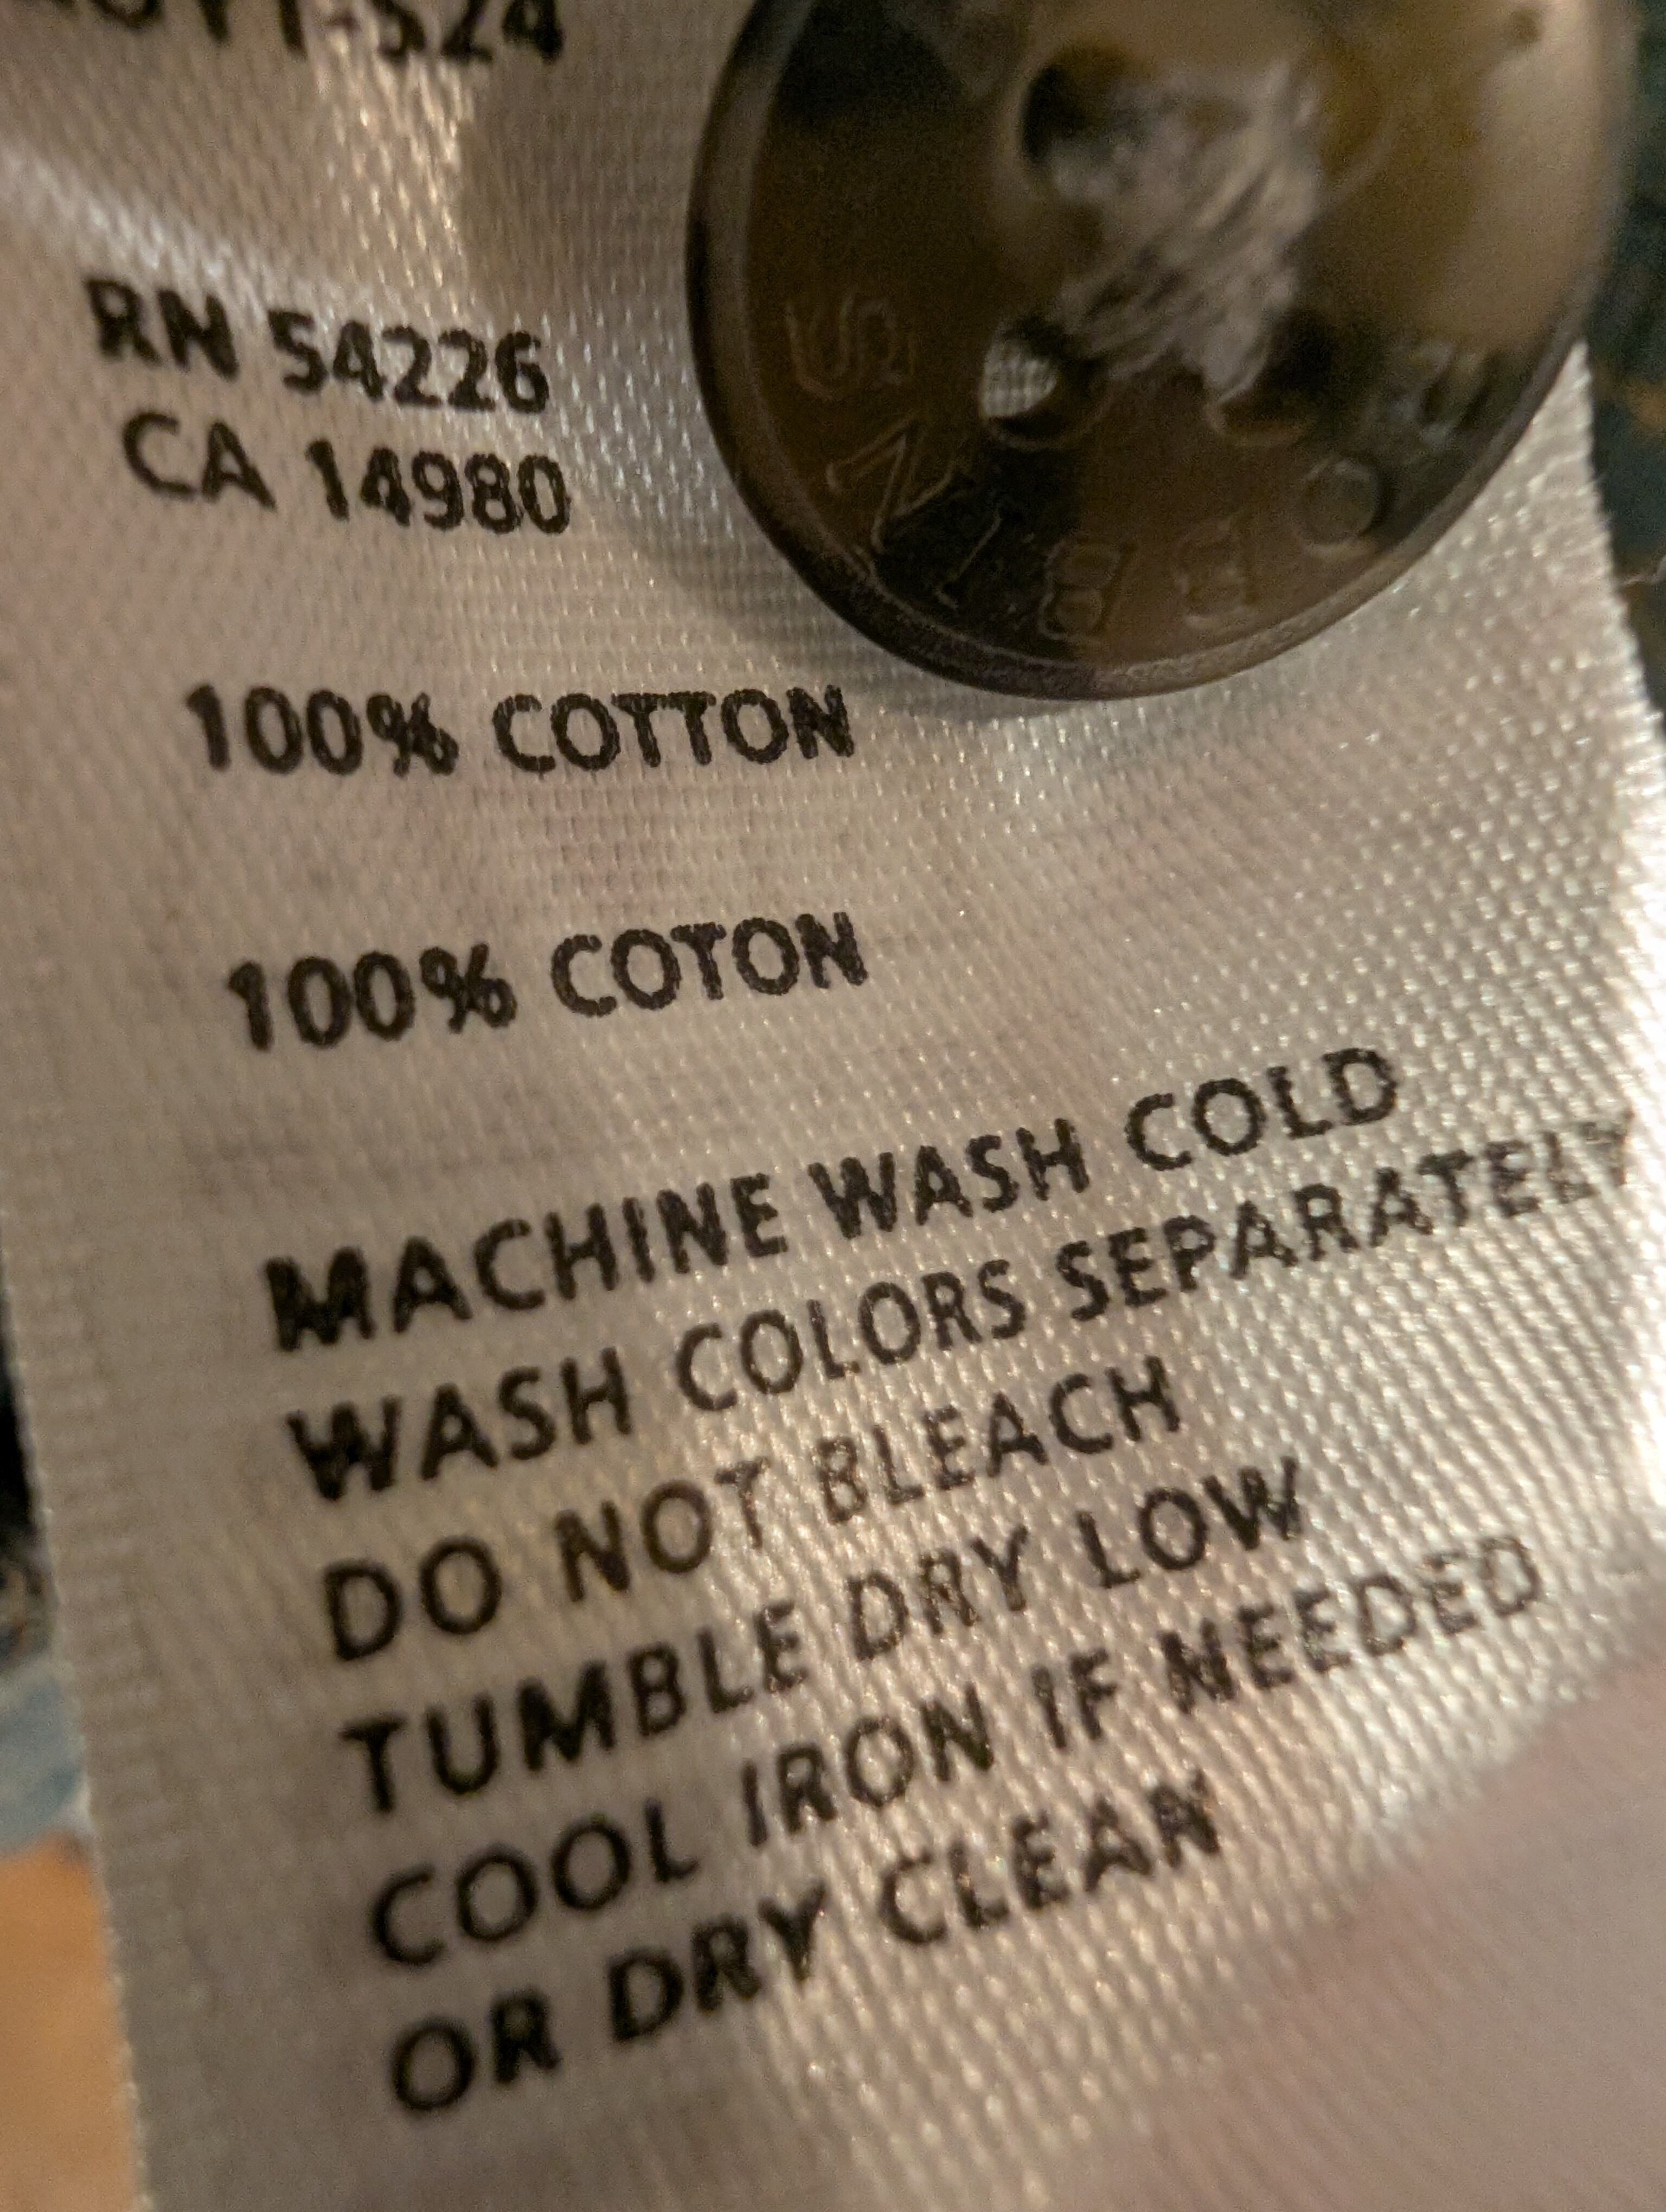 RN 54226
CA 14980
100% COTTON
100% COTON
MACHINE WASH COLD
WASH COLORS SEPARATELY
DO NOT BLEACH
TUMBLE DRY LOW
COOL IRON IF NEEDED
OR DRY CLEAN